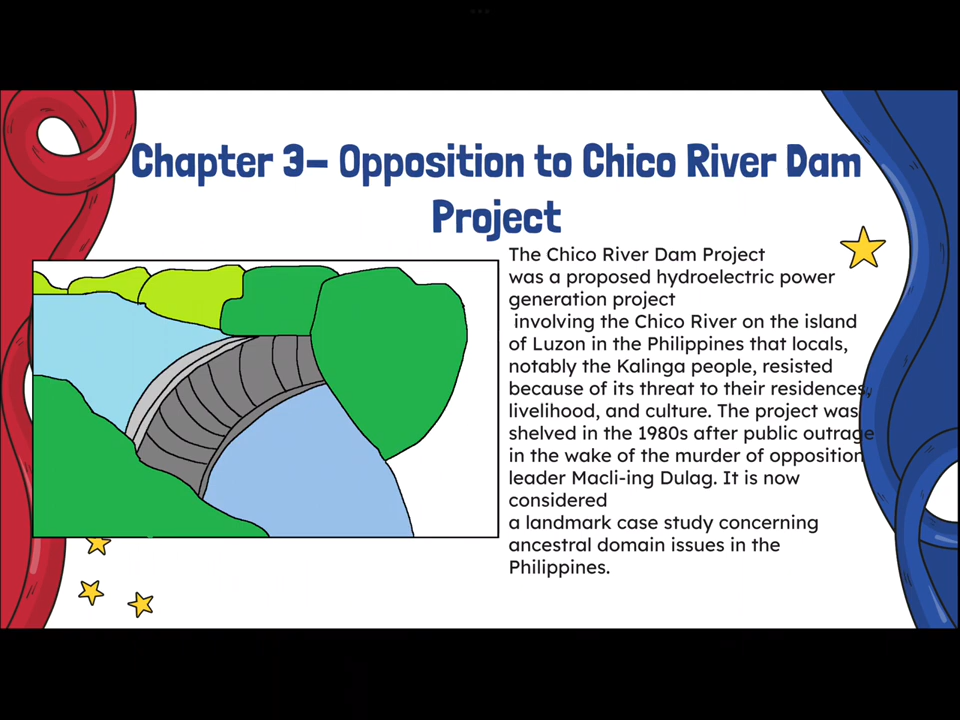 Chapter 3- Opposition to Chico River Dam
Project
The Chico River Dam Project
was a proposed hydroelectric power
generation project
involving the Chico River on the island
of Luzon in the Philippines that locals,
notably the Kalinga people, resisted
because of its threat to their residences,
livelihood, and culture. The project was
shelved in the 1980s after public outrage
in the wake of the murder of opposition
leader Macli-ing Dulag. It is now
considered
a landmark case study concerning
ancestral domain issues in the
Philippines.